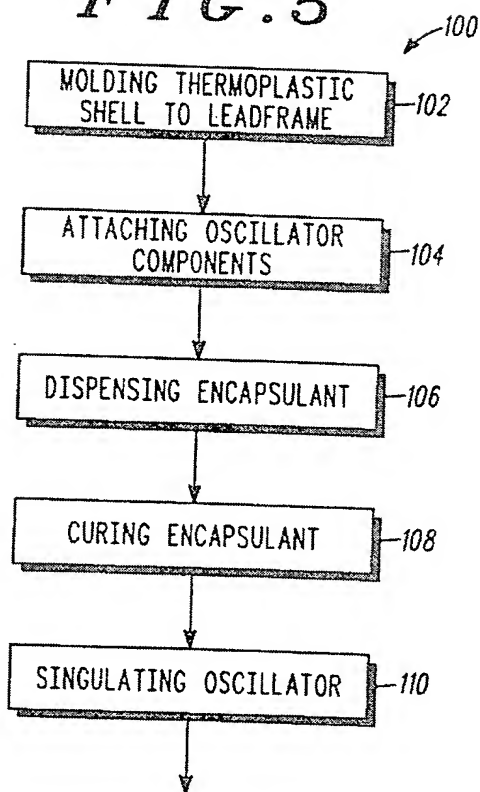 FIG. 5
100
MOLDING THERMOPLASTIC
SHELL TO LEADFRAME
102
ATTACHING OSCILLATOR
COMPONENTS
104
DISPENSING ENCAPSULANT
106
CURING ENCAPSULANT
108
SINGULATING OSCILLATOR
110